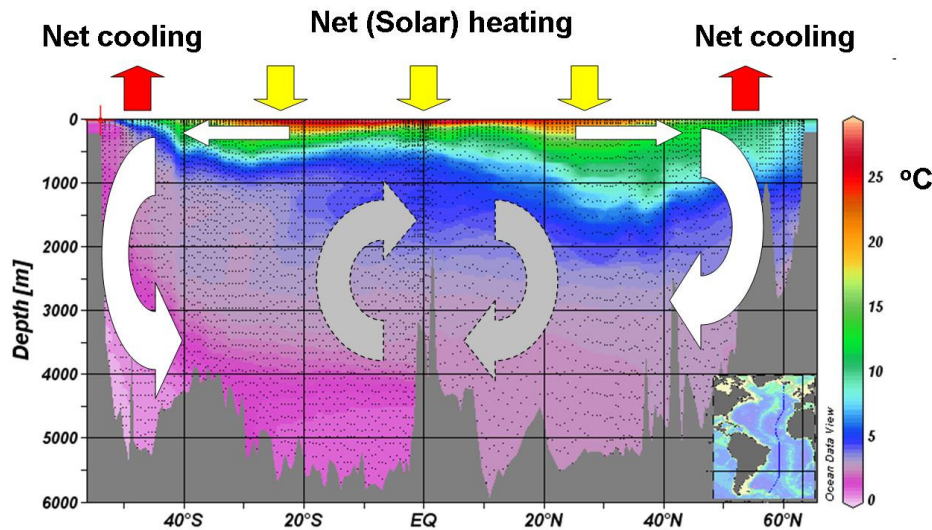 Net (Solar) heating
Net cooling
Net cooling
0
1000
2000
3000
4000
5000
6000
Depth [m]
40°S
20°S
EQ
20°N
40°N
60°N
25
20
15
10
5
0
°C
Ocean Data View